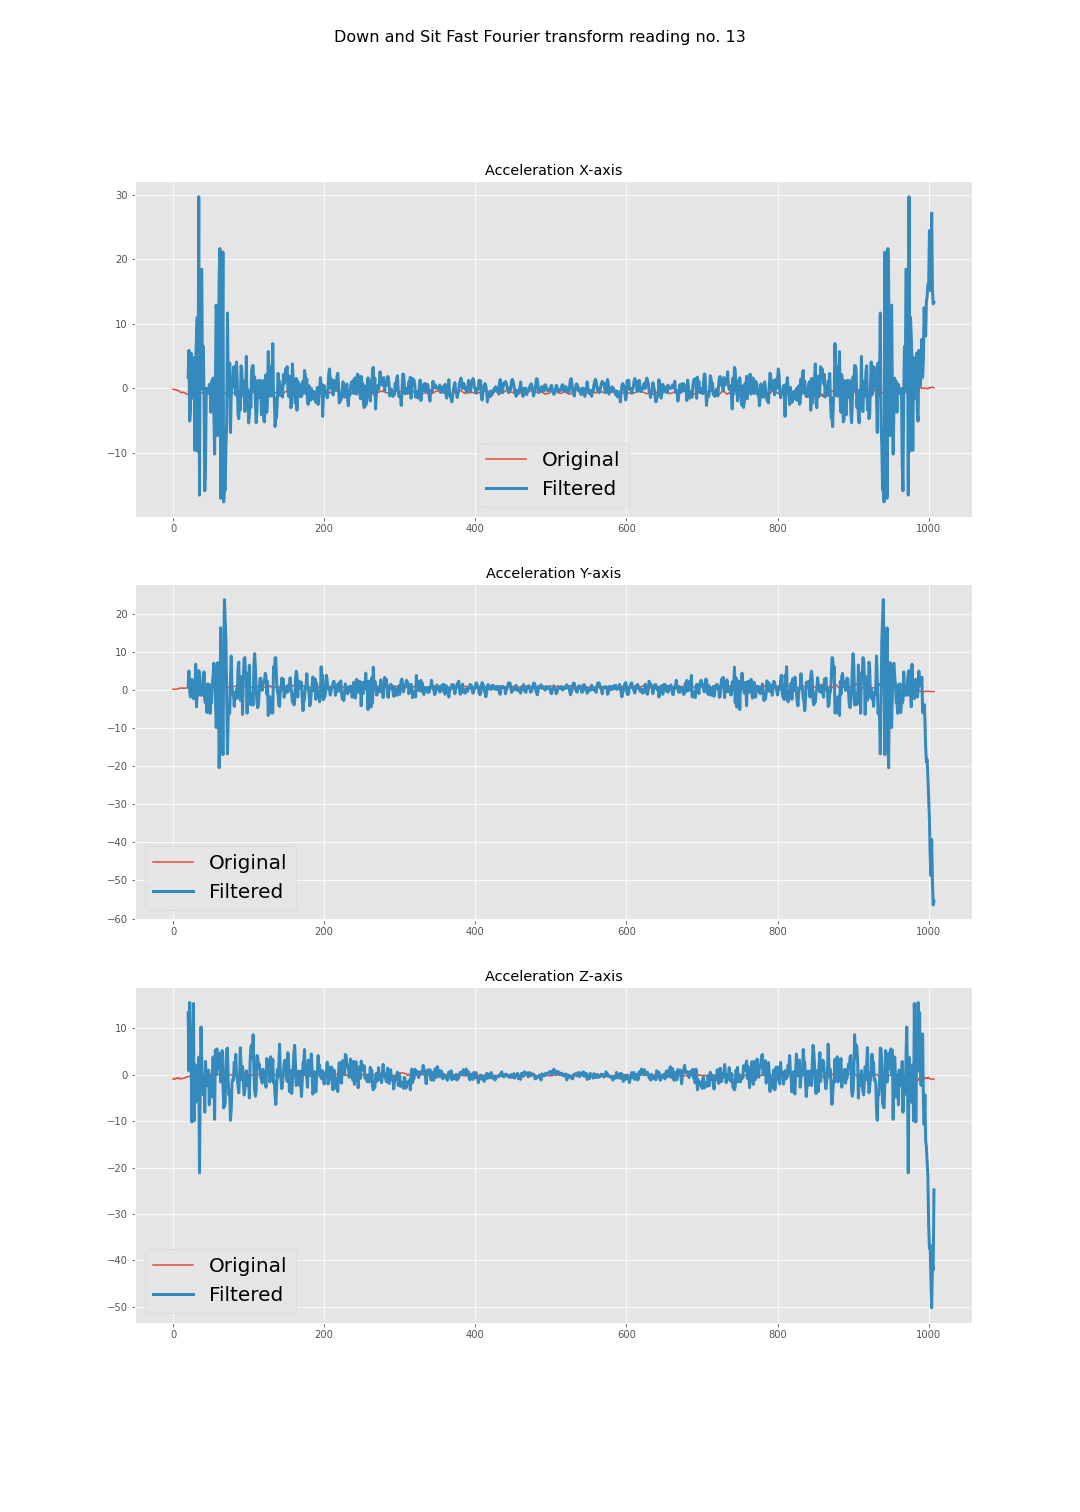 Down and Sit Fast Fourier transform reading no. 13
Acceleration X-axis
30
20
10
0
−10
Original
Filtered
0 200 400 600 800 1000
Acceleration Y-axis
20
10
0
−10
−20
−30
−40
−50
−60
Original
Filtered
0 200 400 600 800 1000
Acceleration Z-axis
10
0
−10
−20
−30
−40
−50
Original
Filtered
0 200 400 600 800 1000